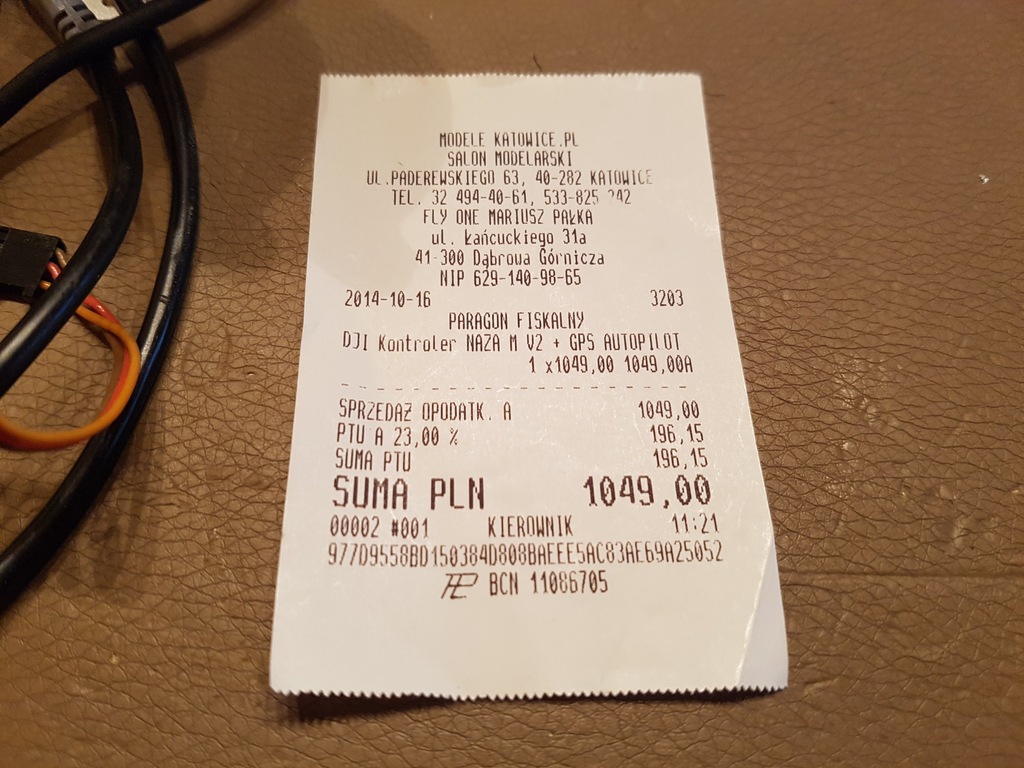 MODELE KATOWICE.PL
SALON MODELARSKI
UL.PADEREWSKIEGO 63, 40-282 KATOWICE
TEL. 32 494-40-61, 533-825 242
FLY ONE MARIUSZ PAŁKA
ul. Łańcuckiego 31a
41-300 Dąbrowa Górnicza
NIP 629-140-98-65
2014-10-16 3203
PARAGON FISKALNY
DJI Kontroler NAZA M V2 + GPS AUTOPILOT
1 x1049,00 1049,00A
SPRZEDAŻ OPODATK. A 1049,00
PTU A 23,00 % 196,15
SUMA PTU 196,15
SUMA PLN 1049,00
00002 #001 KIEROWNIK 11:21
977D9558BD150384D808BAEEE5AC83AE69A25052
BCN 11086705